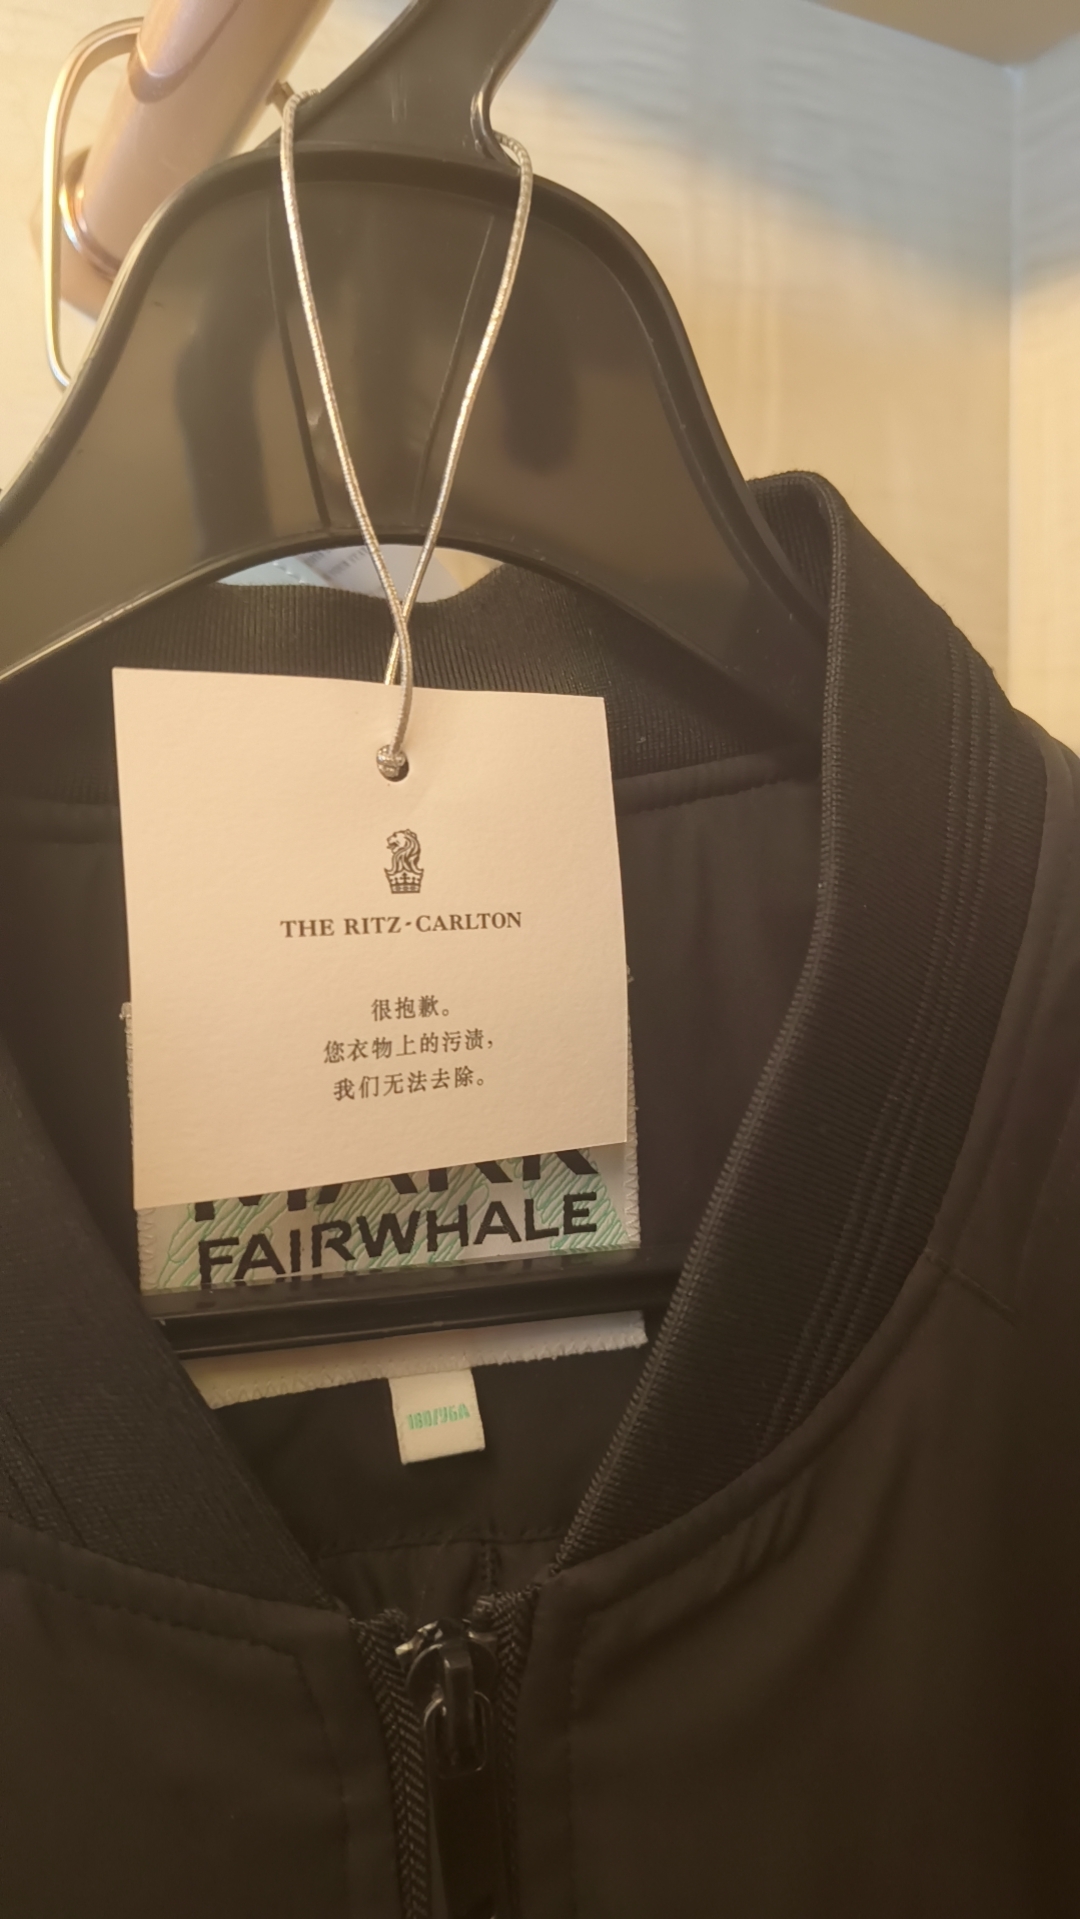 THE RITZ-CARLTON
很抱歉。
您衣物上的污渍，
我们无法去除。
MARK
FAIRWHALE
180/96A